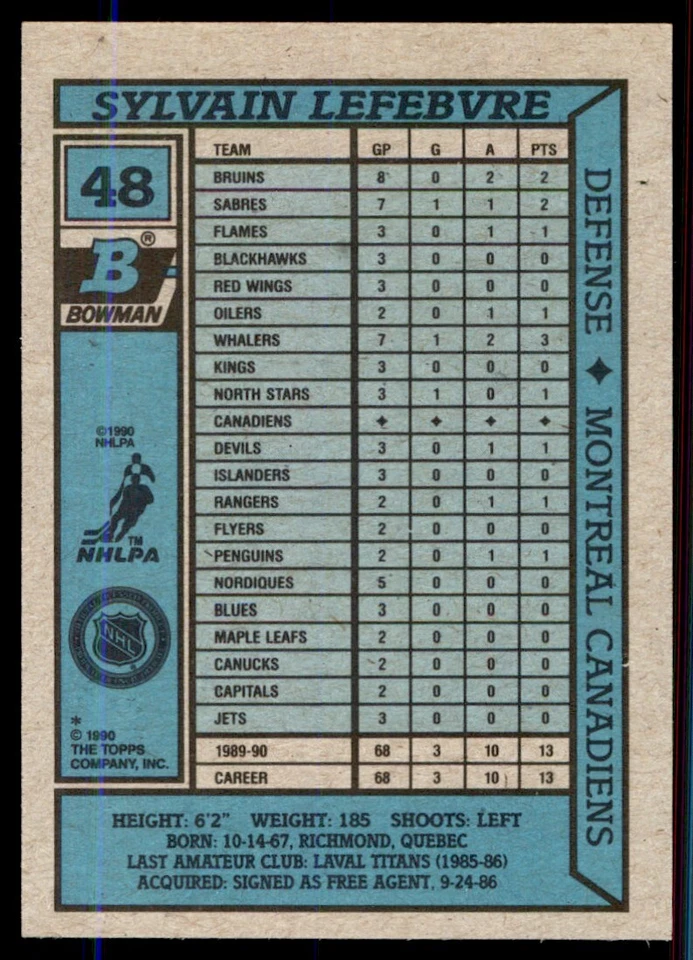 SYLVAIN LEFEBVRE
48
B®
BOWMAN
©1990
NHLPA
TM
NHLPA
NHL
*
© 1990
THE TOPPS
COMPANY, INC.
TEAM GP G A PTS
BRUINS 8 0 2 2
SABRES 7 1 1 2
FLAMES 3 0 1 1
BLACKHAWKS 3 0 0 0
RED WINGS 3 0 0 0
OILERS 2 0 1 1
WHALERS 7 1 2 3
KINGS 3 0 0 0
NORTH STARS 3 1 0 1
CANADIENS ✦ ✦ ✦ ✦
DEVILS 3 0 1 1
ISLANDERS 3 0 0 0
RANGERS 2 0 1 1
FLYERS 2 0 0 0
PENGUINS 2 0 1 1
NORDIQUES 5 0 0 0
BLUES 3 0 0 0
MAPLE LEAFS 2 0 0 0
CANUCKS 2 0 0 0
CAPITALS 2 0 0 0
JETS 3 0 0 0
1989-90 68 3 10 13
CAREER 68 3 10 13
DEFENSE ✦ MONTREAL CANADIENS
HEIGHT: 6'2" WEIGHT: 185 SHOOTS: LEFT
BORN: 10-14-67, RICHMOND, QUEBEC
LAST AMATEUR CLUB: LAVAL TITANS (1985-86)
ACQUIRED: SIGNED AS FREE AGENT, 9-24-86